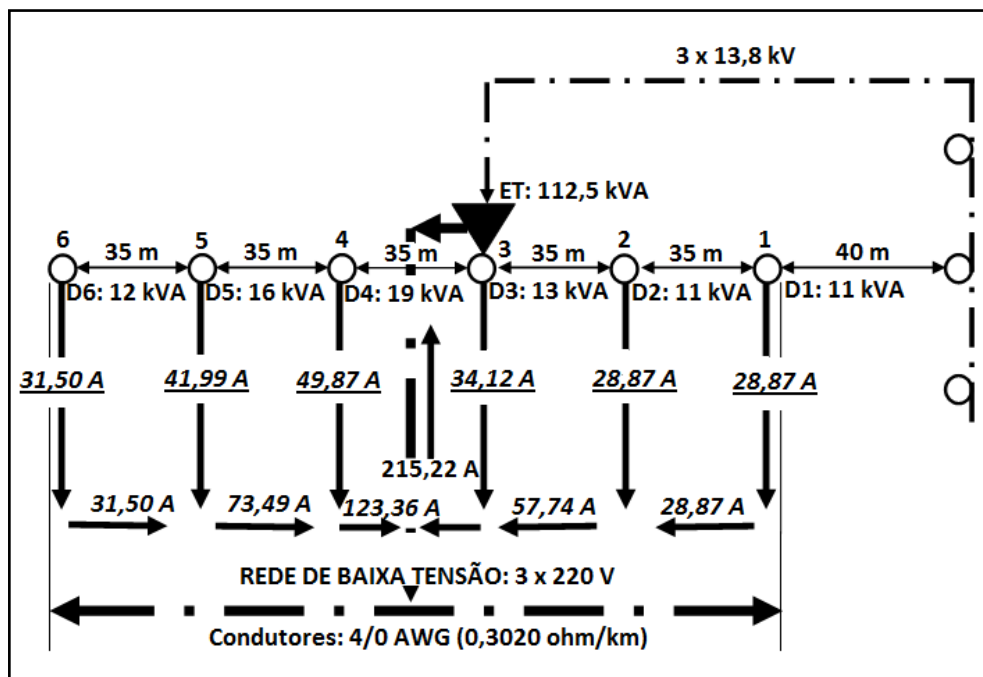 3 x 13,8 kV
ET: 112,5 kVA
6 35 m 5 35 m 4 35 m 3 35 m 2 35 m 1 40 m
D6: 12 kVA D5: 16 kVA D4: 19 kVA D3: 13 kVA D2: 11 kVA D1: 11 kVA
31,50 A 41,99 A 49,87 A 34,12 A 28,87 A 28,87 A
215,22 A
31,50 A 73,49 A 123,36 A 57,74 A 28,87 A
REDE DE BAIXA TENSÃO: 3 x 220 V
Condutores: 4/0 AWG (0,3020 ohm/km)